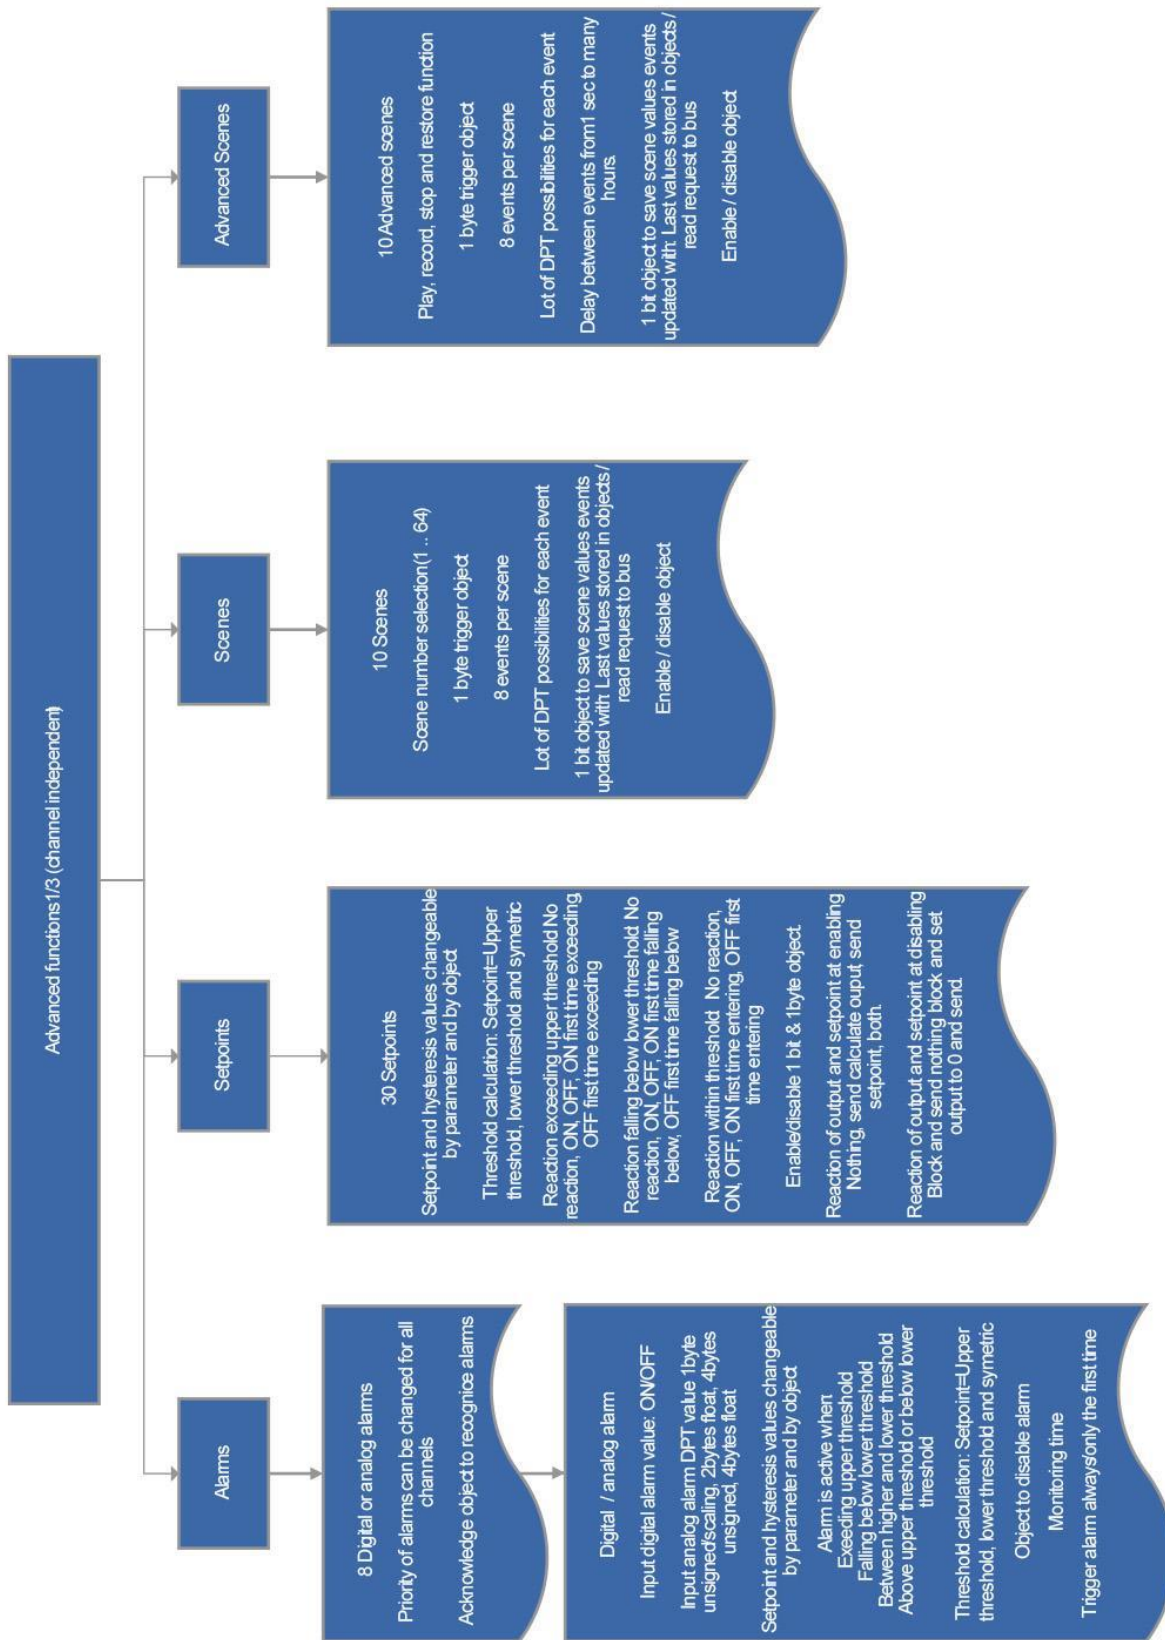 Advanced functions 1/3 (channel independent)
Alarms
8 Digital or analog alarms
Priority of alarms can be changed for all
channels
Acknowledge object to recognice alarms
Digital / analog alarm
Input digital alarm value: ON/OFF
Input analog alarm DPT value 1byte
unsigned/scaling, 2bytes float, 4bytes
unsigned, 4bytes float
Setpoint and hysteresis values changeable
by parameter and by object
Alarm is active when:
Exeeding upper threshold
Falling below lower threshold
Between higher and lower threshold
Above upper threshold or below lower
threshold
Threshold calculation: Setpoint=Upper
threshold, lower threshold and symetric
Object to disable alarm
Monitoring time
Trigger alarm always/only the first time
Setpoints
30 Setpoints
Setpoint and hysteresis values changeable
by parameter and by object
Threshold calculation: Setpoint=Upper
threshold, lower threshold and symetric
Reaction exceeding upper threshold No
reaction, ON, OFF, ON first time exceeding,
OFF first time exceeding
Reaction falling below lower threshold: No
reaction, ON, OFF, ON first time falling
below, OFF first time falling below
Reaction within threshold: No reaction,
ON, OFF, ON first time entering, OFF first
time entering
Enable/disable 1 bit & 1byte object.
Reaction of output and setpoint at enabling
Nothing, send calculate ouput, send
setpoint, both.
Reaction of output and setpoint at disabling
Block and send nothing block and set
output to 0 and send.
Scenes
10 Scenes
Scene number selection (1 .. 64)
1 byte trigger object
8 events per scene
Lot of DPT possibilities for each event
1 bit object to save scene values events
updated with: Last values stored in objects /
read request to bus
Enable / disable object
Advanced Scenes
10 Advanced scenes
Play, record, stop and restore function
1 byte trigger object
8 events per scene
Lot of DPT possibilities for each event
Delay between events from 1 sec to many
hours.
1 bit object to save scene values events
updated with: Last values stored in objects /
read request to bus
Enable / disable object